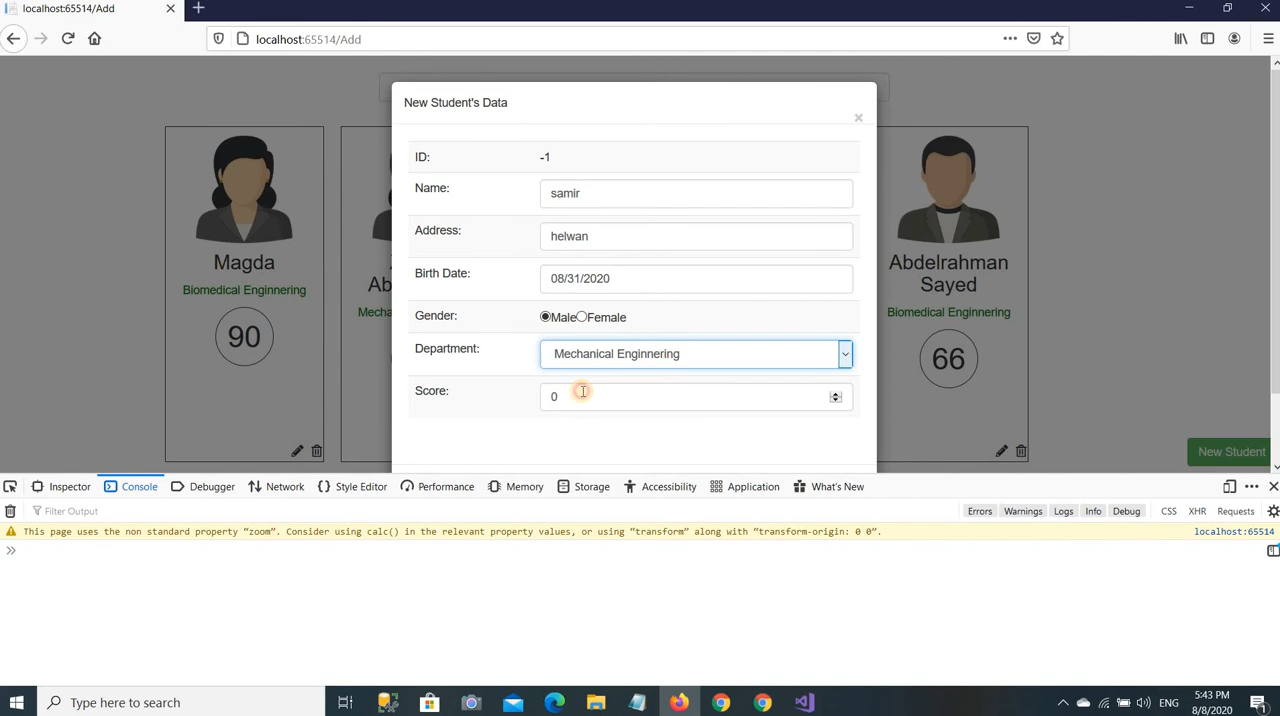 localhost:65514/Add
localhost:65514/Add
New Student's Data
×
ID: -1
Name: samir
Address: helwan
Birth Date: 08/31/2020
Gender: Male Female
Department: Mechanical Enginnering
Score: 0
Magda
Biomedical Enginnering
90
Ab
Mecha
Abdelrahman
Sayed
Biomedical Enginnering
66
New Student
Inspector Console Debugger Network Style Editor Performance Memory Storage Accessibility Application What's New
Filter Output Errors Warnings Logs Info Debug CSS XHR Requests
This page uses the non standard property “zoom”. Consider using calc() in the relevant property values, or using “transform” along with “transform-origin: 0 0”. localhost:65514
Type here to search
5:43 PM
8/8/2020
1